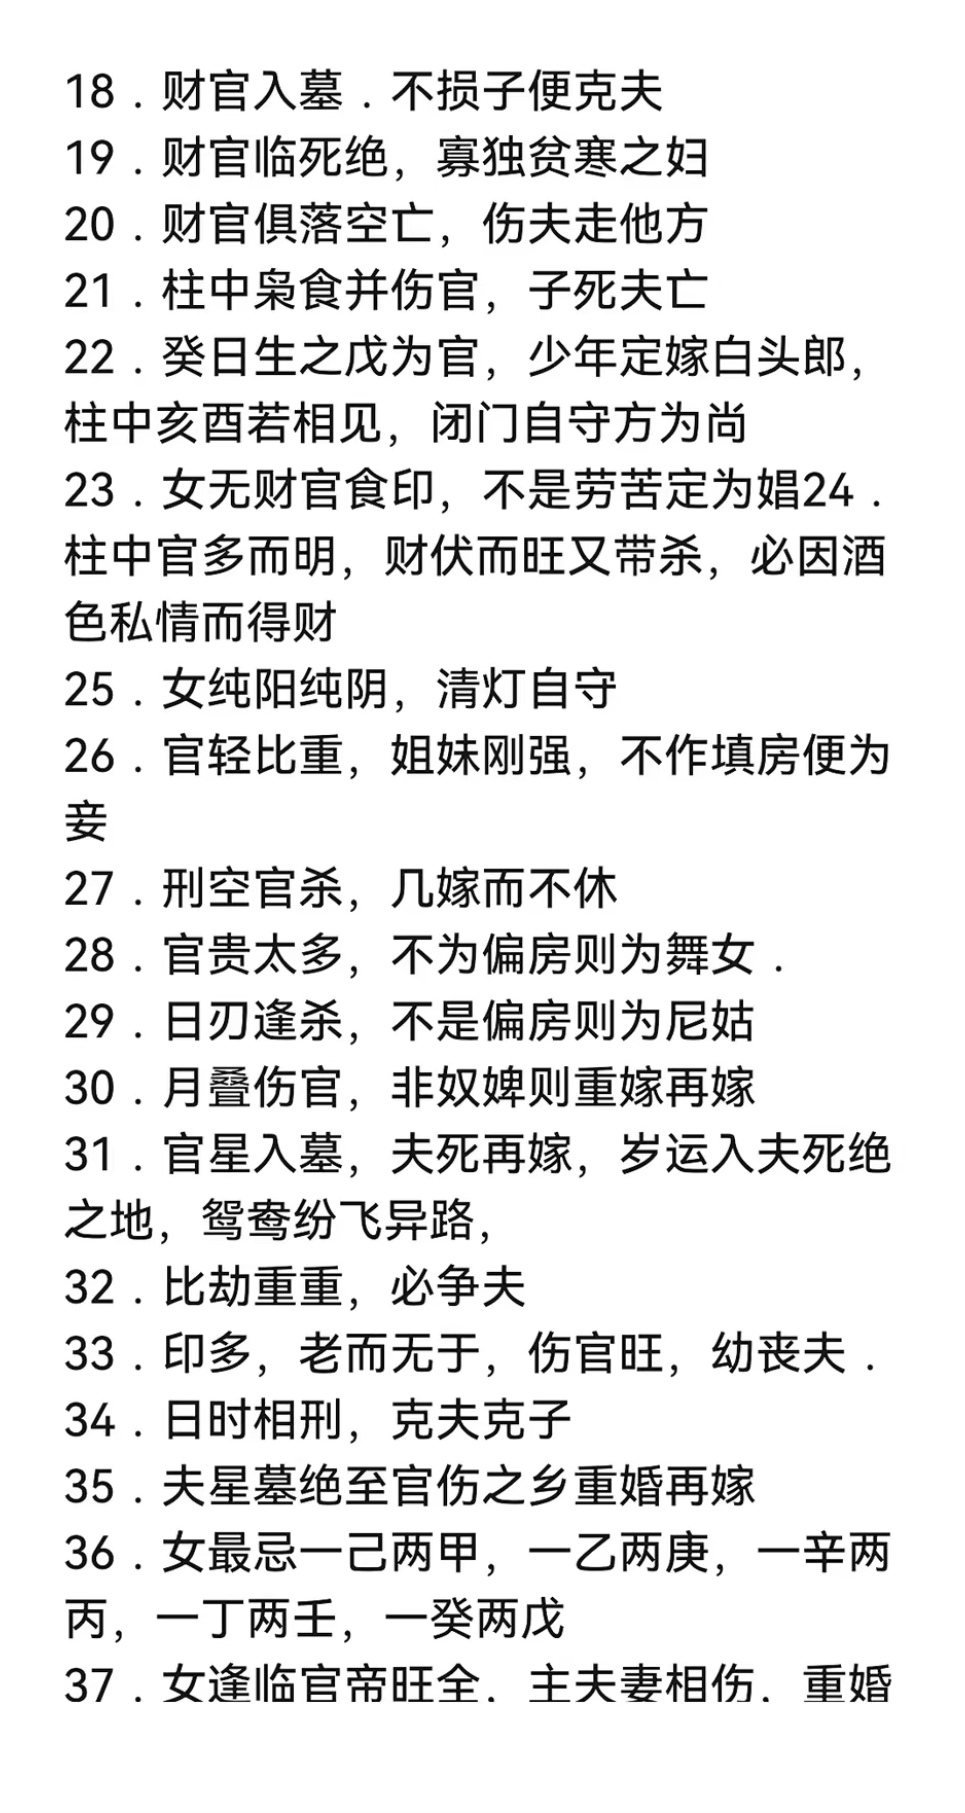 18．财官入墓．不损子便克夫
19．财官临死绝，寡独贫寒之妇
20．财官俱落空亡，伤夫走他方
21．柱中枭食并伤官，子死夫亡
22．癸日生之戊为官，少年定嫁白头郎，
柱中亥酉若相见，闭门自守方为尚
23．女无财官食印，不是劳苦定为娼24．
柱中官多而明，财伏而旺又带杀，必因酒
色私情而得财
25．女纯阳纯阴，清灯自守
26．官轻比重，姐妹刚强，不作填房便为
妾
27．刑空官杀，几嫁而不休
28．官贵太多，不为偏房则为舞女．
29．日刃逢杀，不是偏房则为尼姑
30．月叠伤官，非奴婢则重嫁再嫁
31．官星入墓，夫死再嫁，岁运入夫死绝
之地，鸳鸯纷飞异路，
32．比劫重重，必争夫
33．印多，老而无于，伤官旺，幼丧夫．
34．日时相刑，克夫克子
35．夫星墓绝至官伤之乡重婚再嫁
36．女最忌一己两甲，一乙两庚，一辛两
丙，一丁两壬，一癸两戊
37．女逢临官帝旺全，主夫妻相伤，重婚